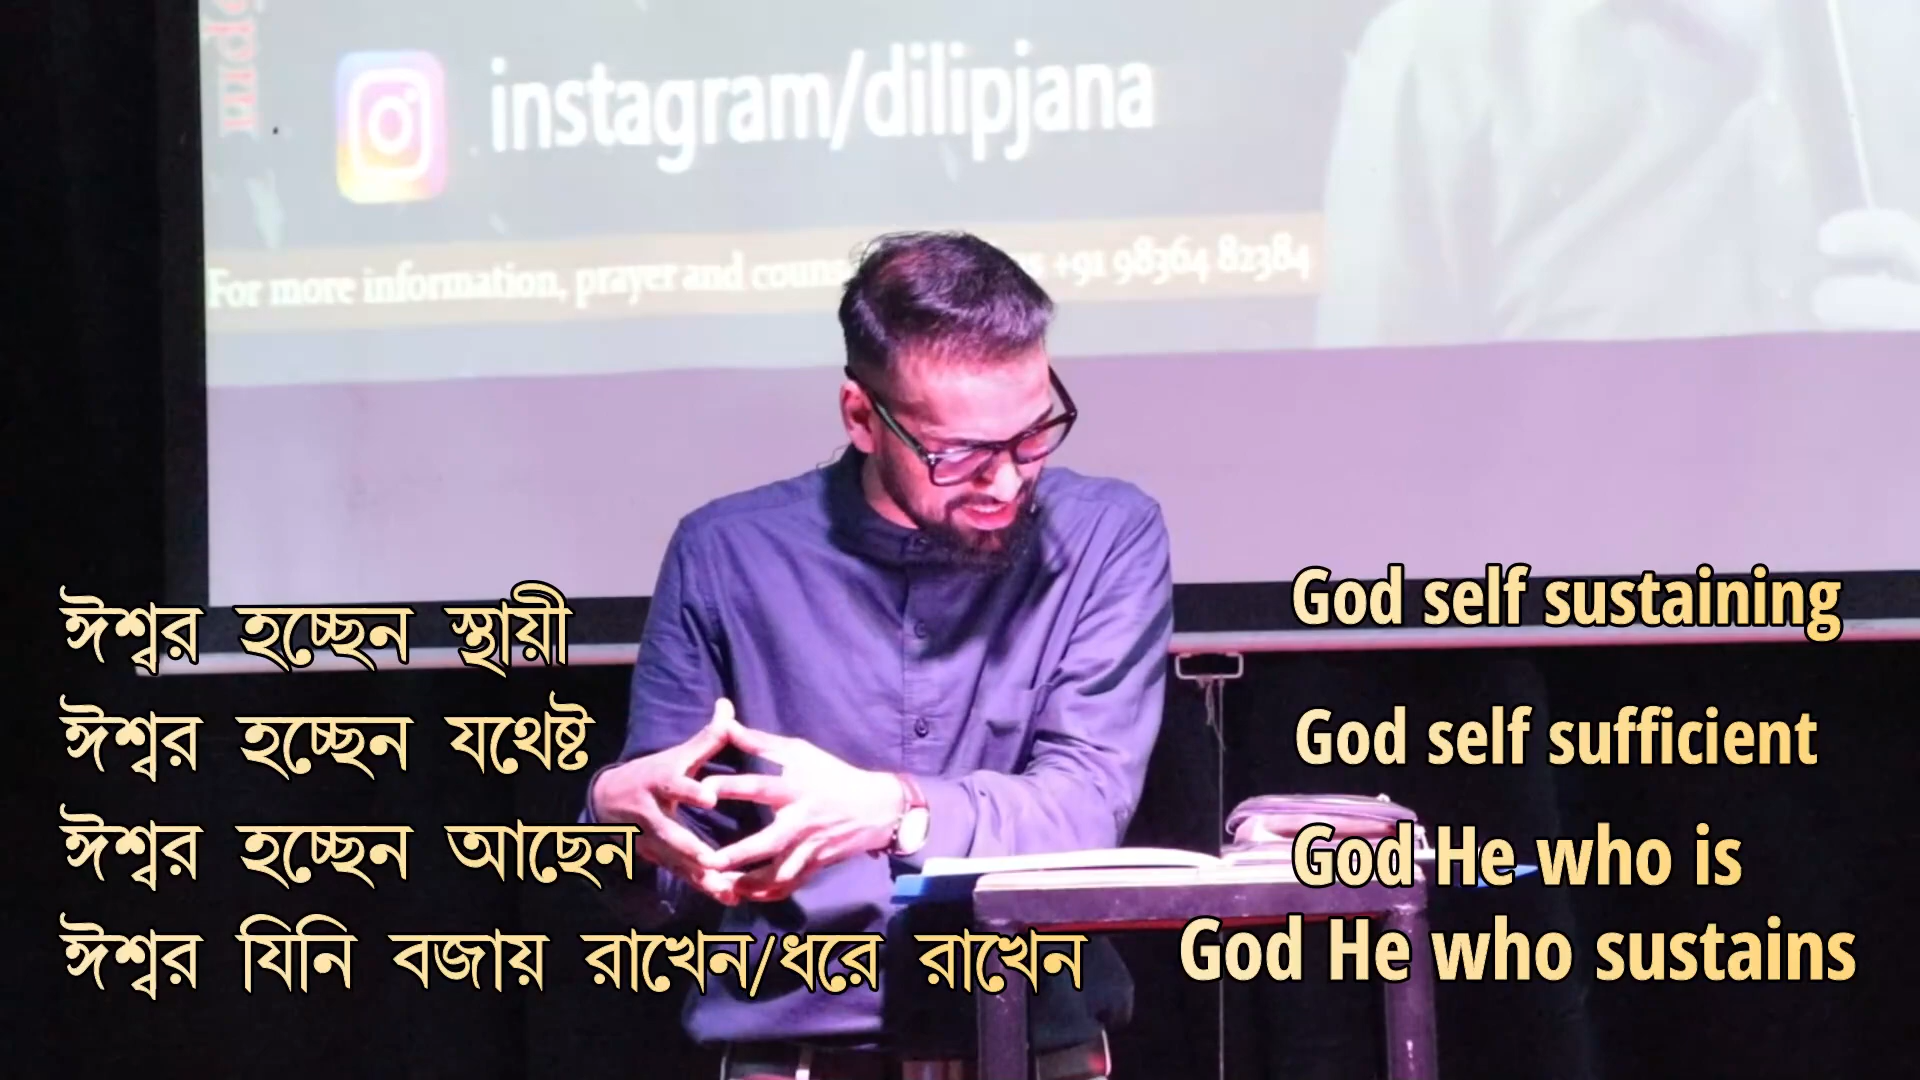 instagram/dilipjana
For more information, prayer and +91 98364 82384
ঈশ্বর হচ্ছেন স্থায়ী
God self sustaining
ঈশ্বর হচ্ছেন যথেষ্ট
God self sufficient
ঈশ্বর হচ্ছেন আছেন
God He who is
ঈশ্বর যিনি বজায় রাখেন/ধরে রাখেন
God He who sustains